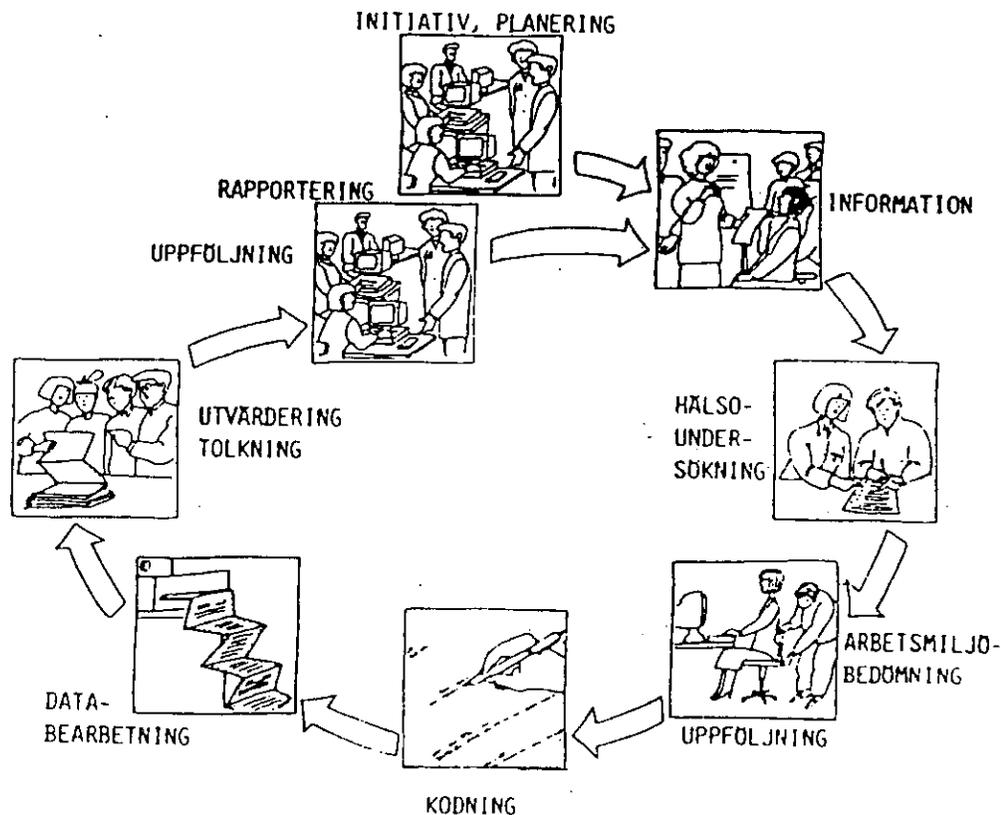 INITIATIV, PLANERING
RAPPORTERING
UPPFÖLJNING
INFORMATION
HÄLSO-
UNDER-
SÖKNING
UTVÄRDERING
TOLKNING
ARBETSMILJÖ-
BEDÖMNING
UPPFÖLJNING
DATA-
BEARBETNING
KODNING